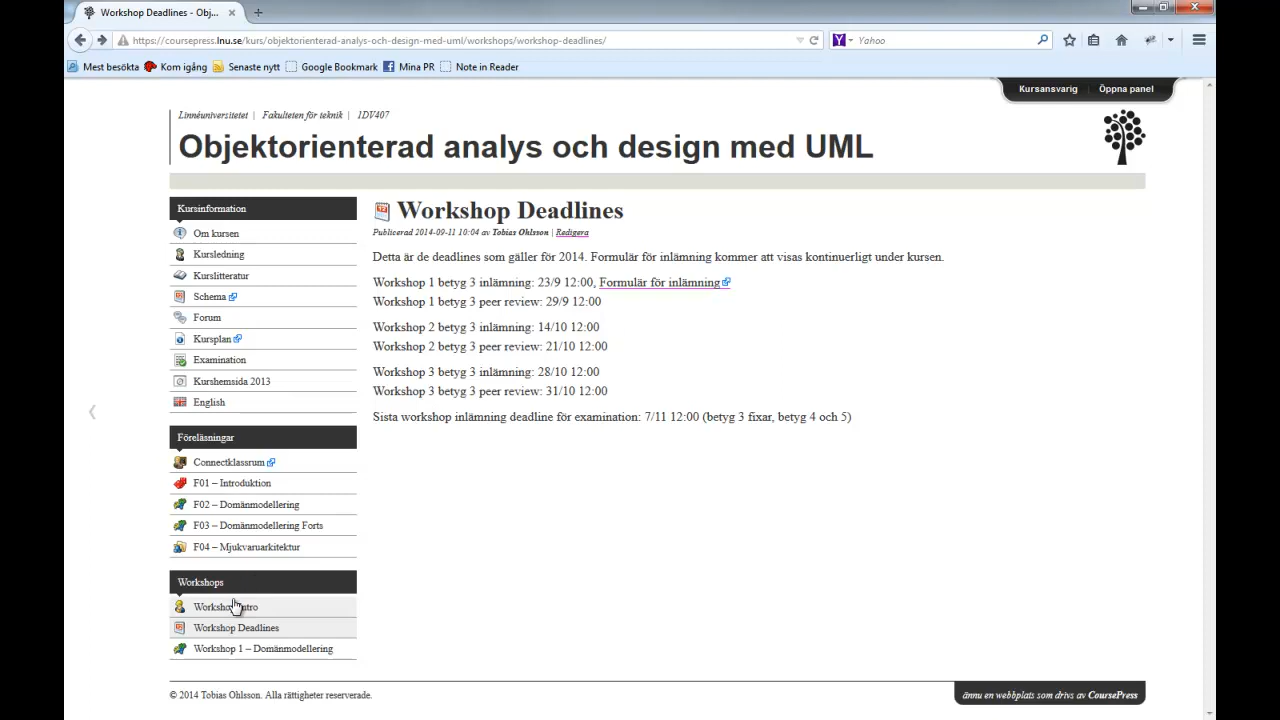 Workshop Deadlines - Obj...
https://coursepress.lnu.se/kurs/objektorienterad-analys-och-design-med-uml/workshops/workshop-deadlines/
Yahoo
Mest besökta
Kom igång
Senaste nytt
Google Bookmark
Mina PR
Note in Reader
Kursansvarig
Öppna panel
Linnéuniversitetet | Fakulteten för teknik | 1DV407
Objektorienterad analys och design med UML
Kursinformation
Om kursen
Kursledning
Kurslitteratur
Schema
Forum
Kursplan
Examination
Kurshemsida 2013
English
Föreläsningar
Connectklassrum
F01 – Introduktion
F02 – Domänmodellering
F03 – Domänmodellering Forts
F04 – Mjukvaruarkitektur
Workshops
Workshop Intro
Workshop Deadlines
Workshop 1 – Domänmodellering
Workshop Deadlines
Publicerad 2014-09-11 10:04 av Tobias Ohlsson | Redigera
Detta är de deadlines som gäller för 2014. Formulär för inlämning kommer att visas kontinuerligt under kursen.
Workshop 1 betyg 3 inlämning: 23/9 12:00, Formulär för inlämning
Workshop 1 betyg 3 peer review: 29/9 12:00
Workshop 2 betyg 3 inlämning: 14/10 12:00
Workshop 2 betyg 3 peer review: 21/10 12:00
Workshop 3 betyg 3 inlämning: 28/10 12:00
Workshop 3 betyg 3 peer review: 31/10 12:00
Sista workshop inlämning deadline för examination: 7/11 12:00 (betyg 3 fixar, betyg 4 och 5)
© 2014 Tobias Ohlsson. Alla rättigheter reserverade.
ännu en webbplats som drivs av CoursePress